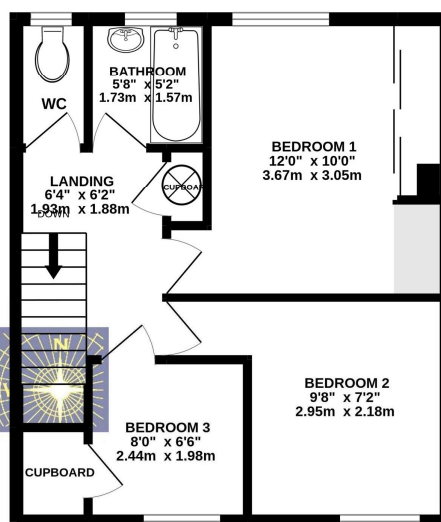 WC
BATHROOM
5'8" x 5'2"
1.73m x 1.57m
BEDROOM 1
12'0" x 10'0"
3.67m x 3.05m
CUPBOAR
LANDING
6'4" x 6'2"
1.93m x 1.88m
DOWN
N
BEDROOM 2
9'8" x 7'2"
2.95m x 2.18m
BEDROOM 3
8'0" x 6'6"
2.44m x 1.98m
CUPBOARD